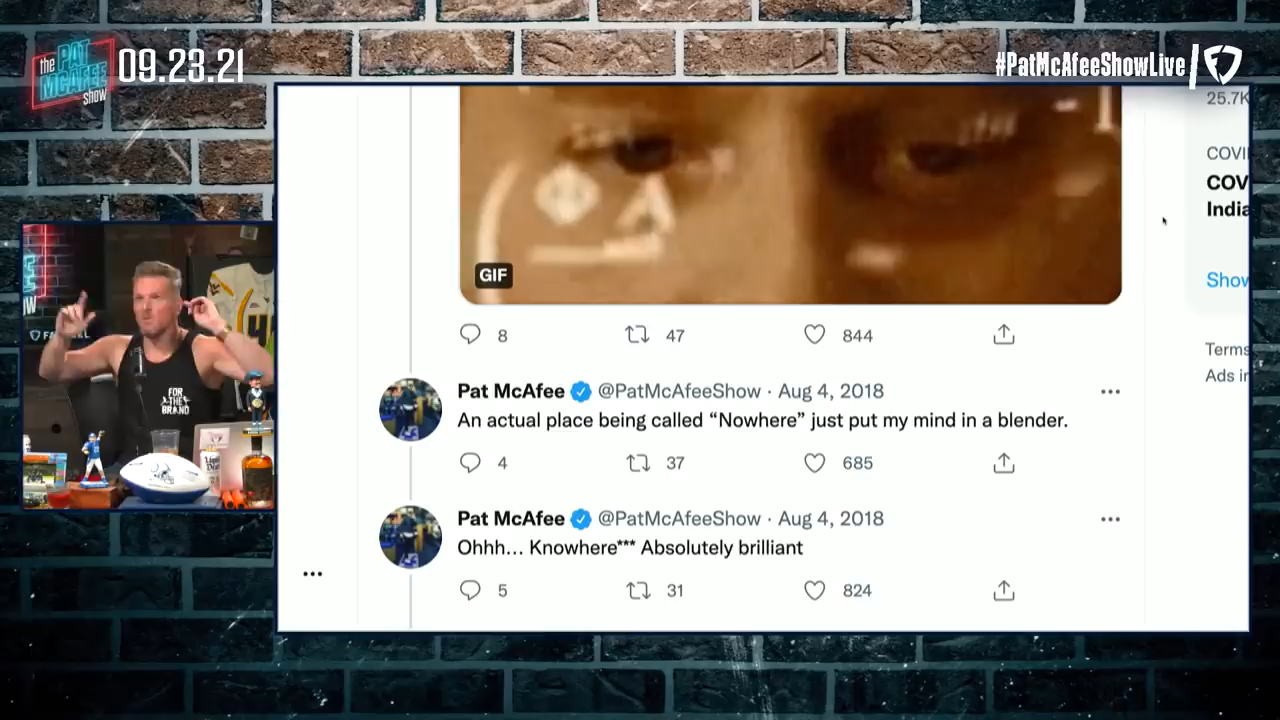 the PAT MCAFEE show
09.23.21
#PatMcAfeeShowLive
25.7K
COVI
COV
India
Show
Terms
Ads in
GIF
8 47 844
Pat McAfee @PatMcAfeeShow · Aug 4, 2018 ···
An actual place being called “Nowhere” just put my mind in a blender.
4 37 685
Pat McAfee @PatMcAfeeShow · Aug 4, 2018 ···
Ohhh... Knowhere*** Absolutely brilliant
5 31 824
FOR
THE
BRAND